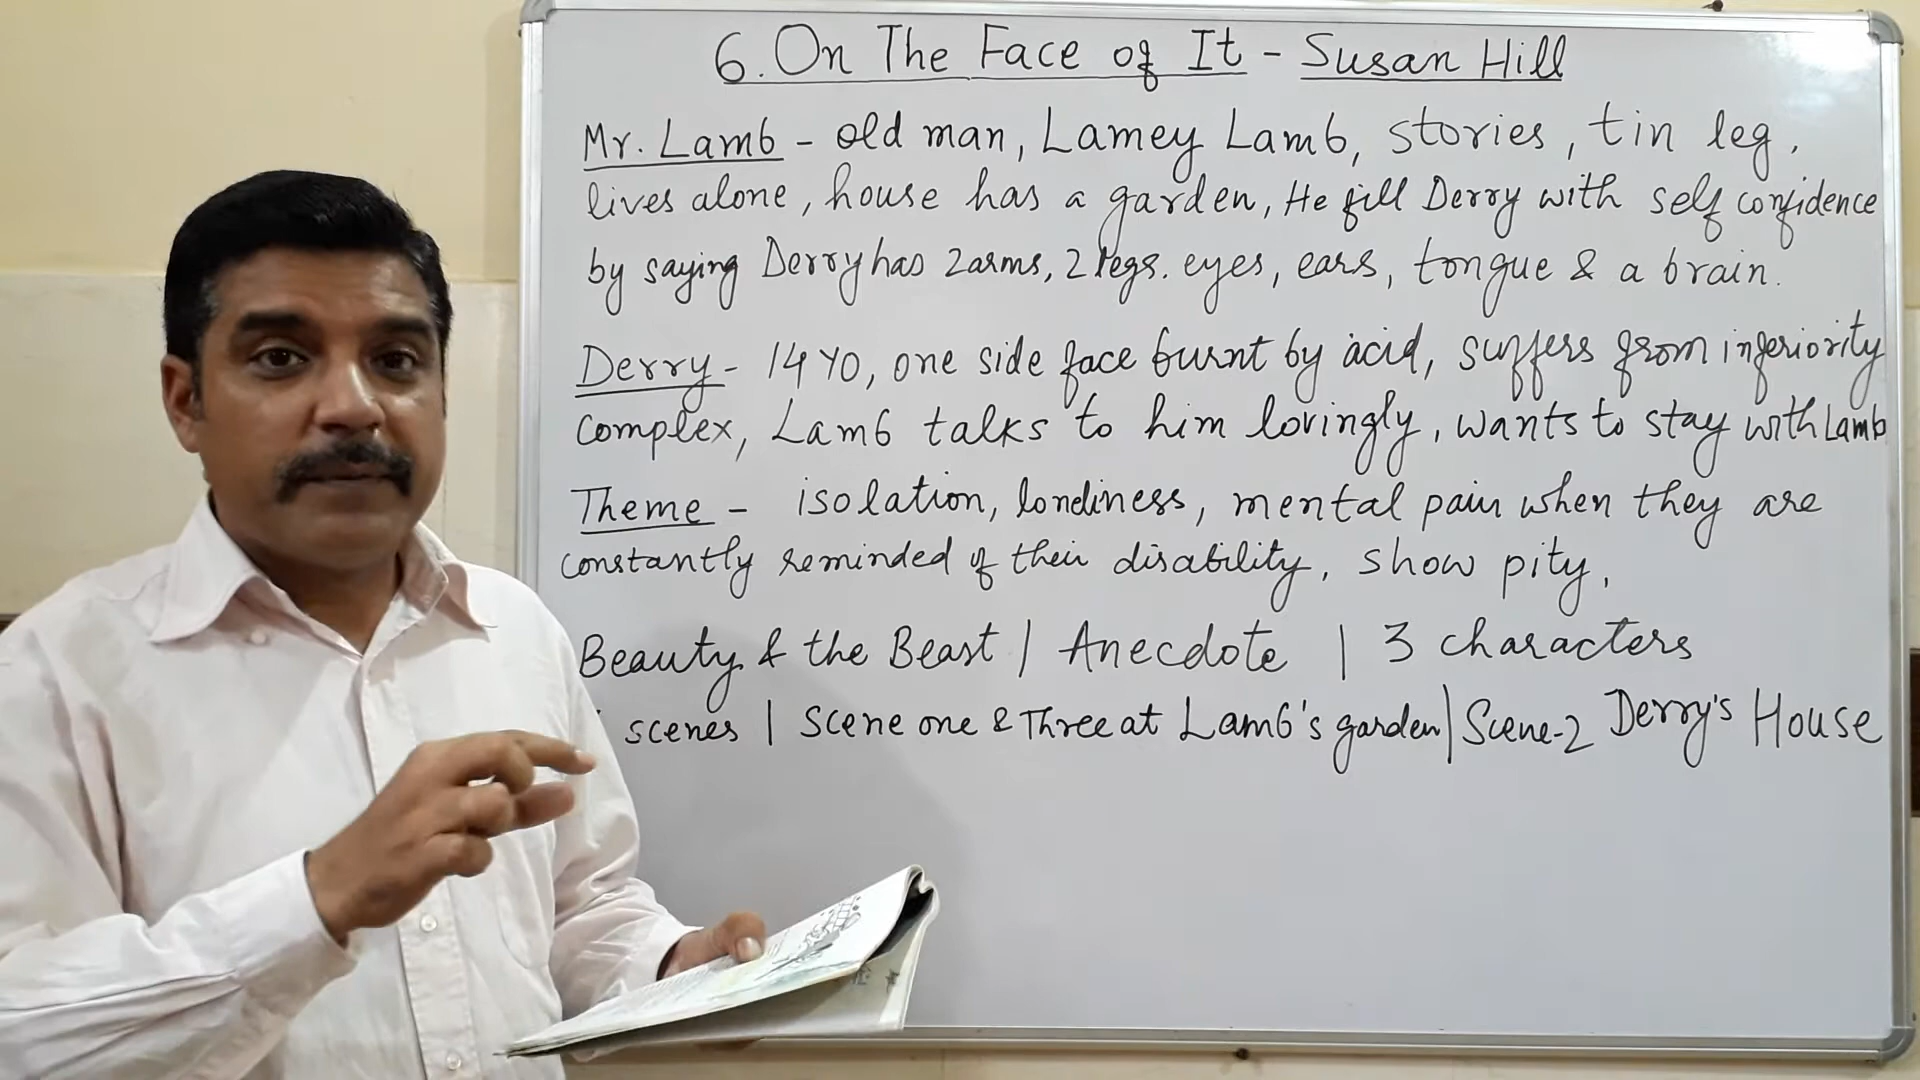 6. On The Face of It - Susan Hill
Mr. Lamb - old man, Lamey Lamb, stories, tin leg,
lives alone, house has a garden, He fill Derry with self confidence
by saying Derry has 2 arms, 2 legs. eyes, ears, tongue & a brain.
Derry - 14 YO, one side face burnt by acid, suffers from inferiority
complex, Lamb talks to him lovingly, wants to stay with Lamb
Theme - isolation, loneliness, mental pain when they are
constantly reminded of their disability, show pity,
Beauty & the Beast | Anecdote | 3 characters
scenes | Scene one & Three at Lamb's garden | Scene-2 Derry's House